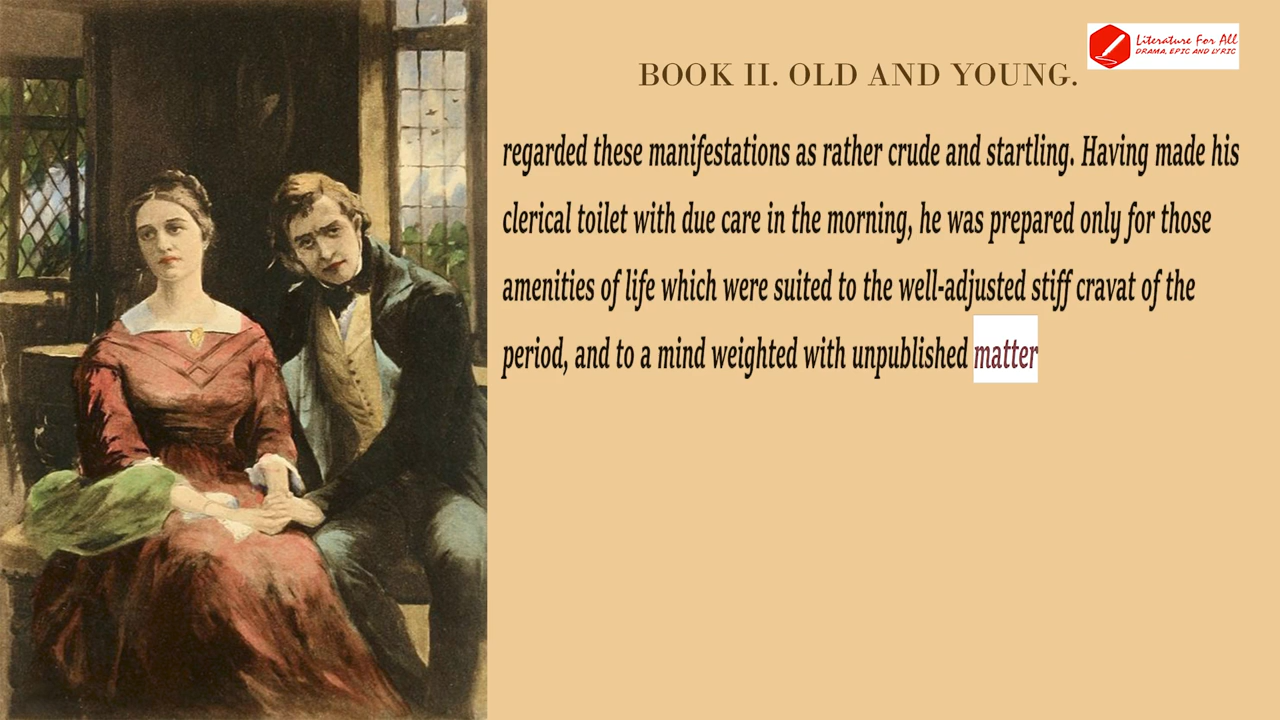 Literature For All
DRAMA, EPIC AND LYRIC
BOOK II. OLD AND YOUNG.
regarded these manifestations as rather crude and startling. Having made his
clerical toilet with due care in the morning, he was prepared only for those
amenities of life which were suited to the well-adjusted stiff cravat of the
period, and to a mind weighted with unpublished matter